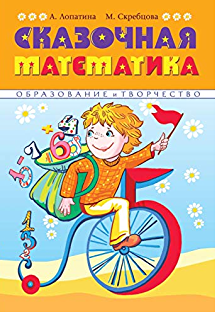 А. Лопатина М. Скребцова
СКАЗОЧНАЯ
МАТЕМАТИКА
ОБРАЗОВАНИЕ и ТВОРЧЕСТВО